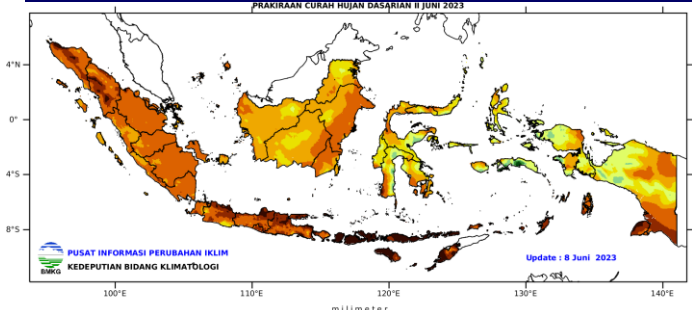 PRAKIRAAN CURAH HUJAN DASARIAN II JUNI 2023
4°N
0°
4°S
8°S
PUSAT INFORMASI PERUBAHAN IKLIM
KEDEPUTIAN BIDANG KLIMATOLOGI
BMKG
Update : 8 Juni 2023
100°E 110°E 120°E 130°E 140°E
milimeter